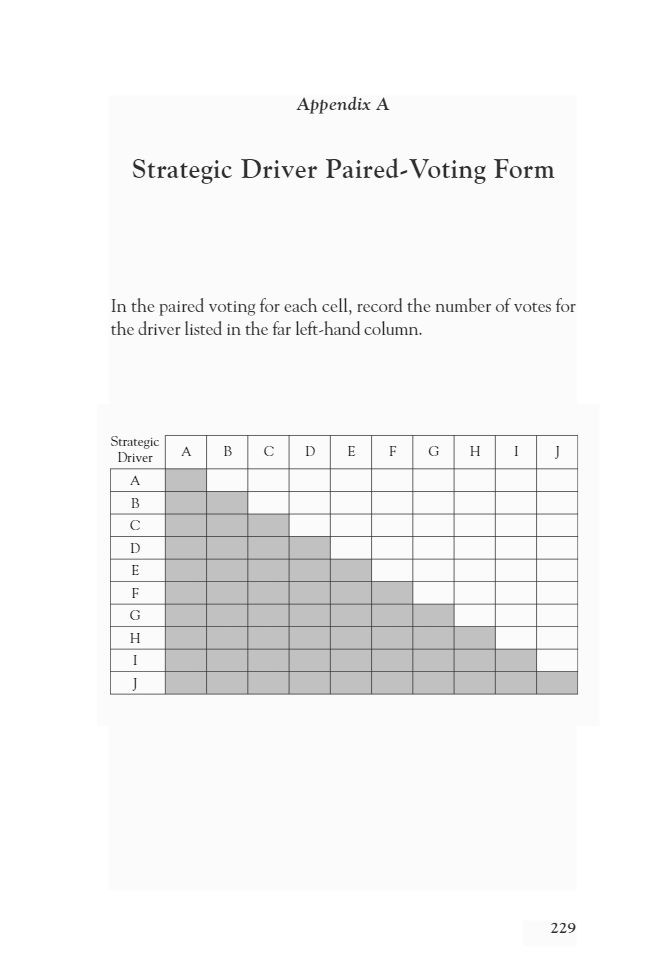 Appendix A
Strategic Driver Paired-Voting Form
In the paired voting for each cell, record the number of votes for
the driver listed in the far left-hand column.
Strategic
Driver
A B C D E F G H I J
A
B
C
D
E
F
G
H
I
J
229